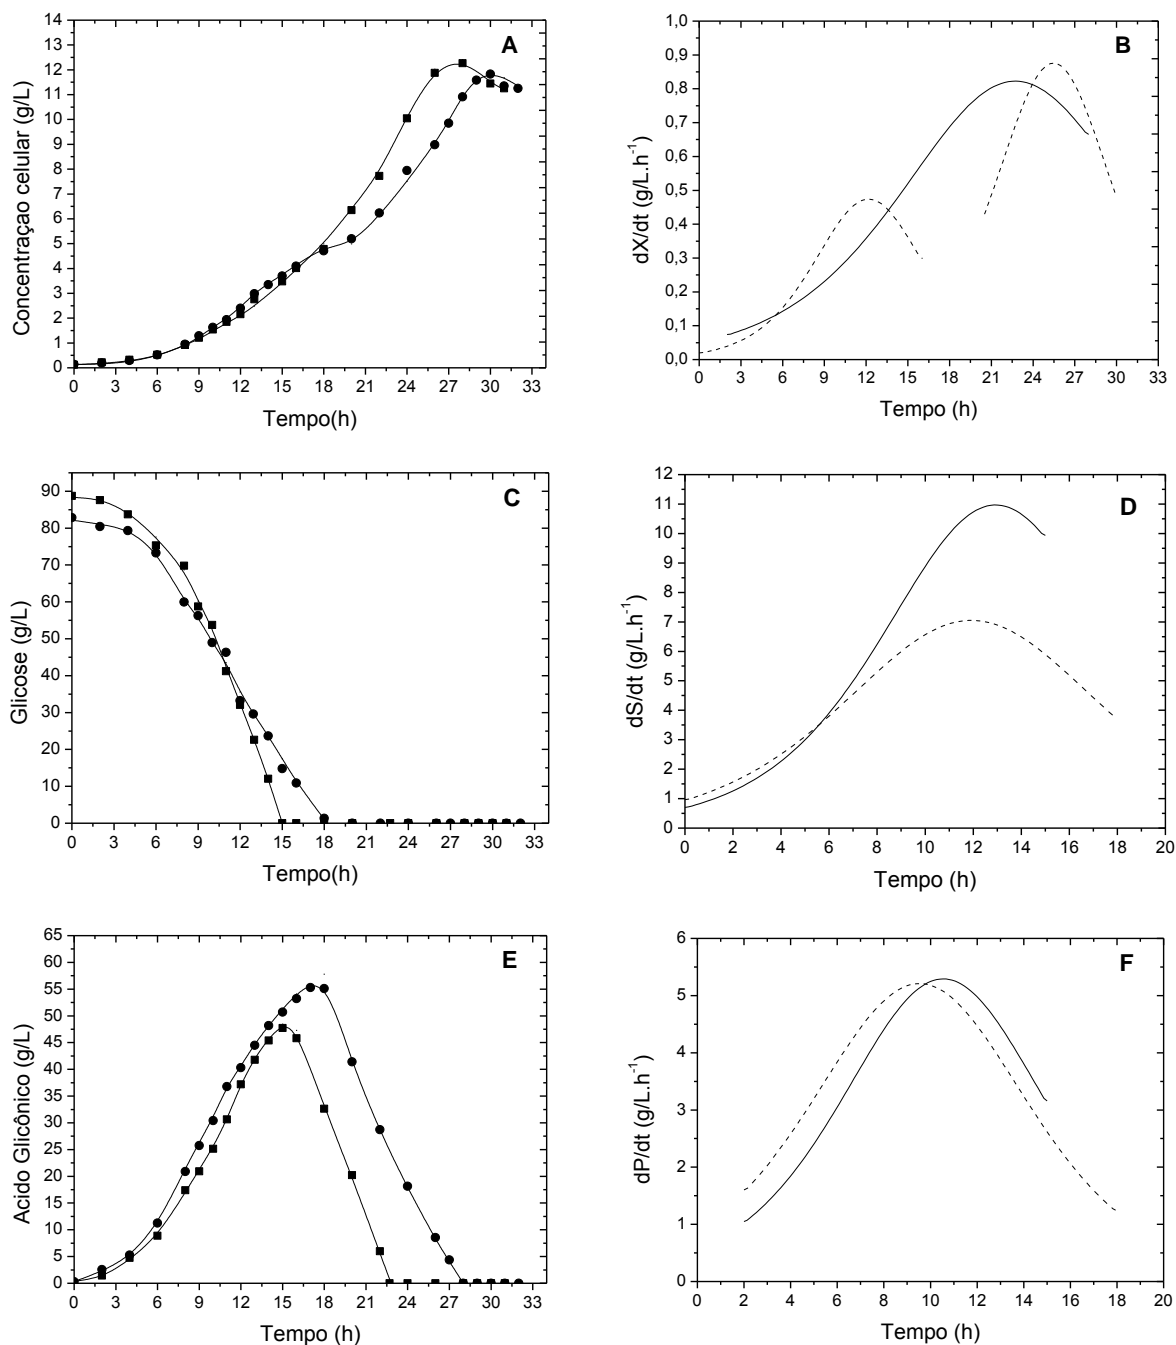 A
Concentraçao celular (g/L)
14
13
12
11
10
9
8
7
6
5
4
3
2
1
0
0 3 6 9 12 15 18 21 24 27 30 33
Tempo(h)
B
dX/dt (g/L.h⁻¹)
1,0
0,9
0,8
0,7
0,6
0,5
0,4
0,3
0,2
0,1
0,0
0 3 6 9 12 15 18 21 24 27 30 33
Tempo (h)
C
Glicose (g/L)
90
80
70
60
50
40
30
20
10
0
0 3 6 9 12 15 18 21 24 27 30 33
Tempo(h)
D
dS/dt (g/L.h⁻¹)
12
11
10
9
8
7
6
5
4
3
2
1
0
0 2 4 6 8 10 12 14 16 18 20
Tempo (h)
E
Acido Glicônico (g/L)
65
60
55
50
45
40
35
30
25
20
15
10
5
0
0 3 6 9 12 15 18 21 24 27 30 33
Tempo (h)
F
dP/dt (g/L.h⁻¹)
6
5
4
3
2
1
0
0 2 4 6 8 10 12 14 16 18 20
Tempo (h)